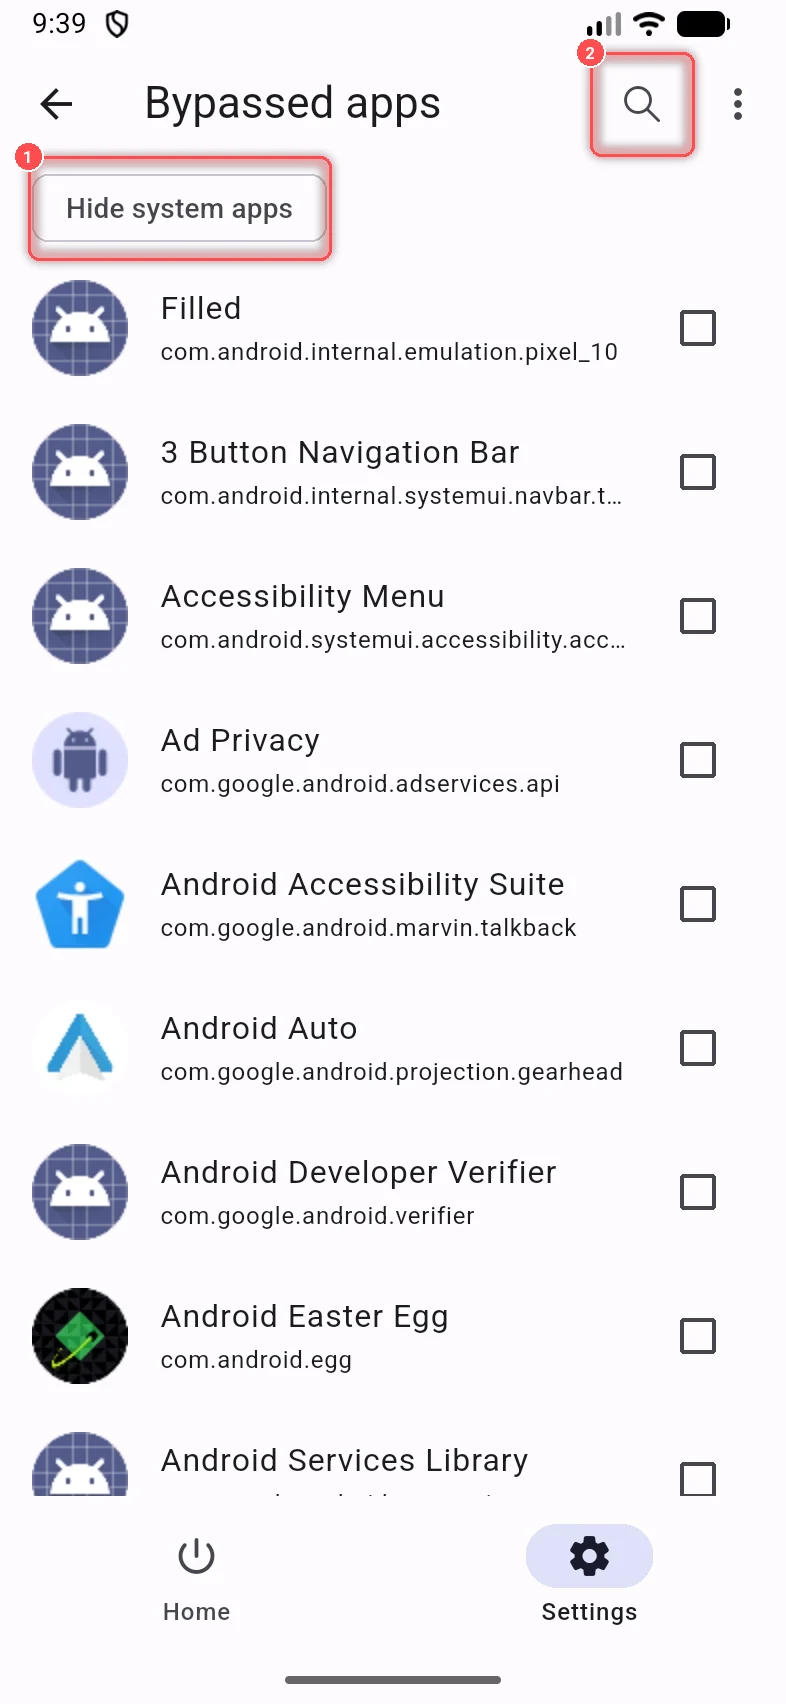 9:39
2
Bypassed apps
1
Hide system apps
Filled
com.android.internal.emulation.pixel_10
3 Button Navigation Bar
com.android.internal.systemui.navbar.t...
Accessibility Menu
com.android.systemui.accessibility.acc...
Ad Privacy
com.google.android.adservices.api
Android Accessibility Suite
com.google.android.marvin.talkback
Android Auto
com.google.android.projection.gearhead
Android Developer Verifier
com.google.android.verifier
Android Easter Egg
com.android.egg
Android Services Library
Home
Settings